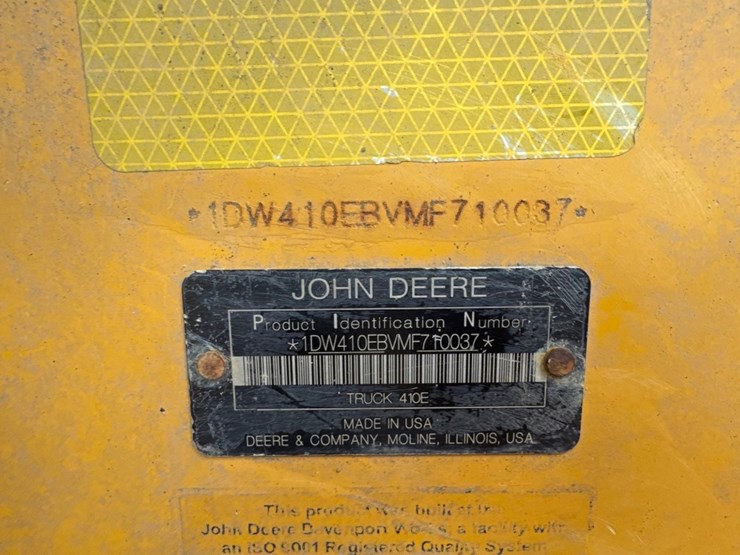 *1DW410EBVMF710037*
JOHN DEERE
Product Identification Number
*1DW410EBVMF710037*
TRUCK 410E
MADE IN USA
DEERE & COMPANY, MOLINE, ILLINOIS, USA
This product was built at
John Deere Davenport Works, a facility with
an ISO 9001 Registered Quality System